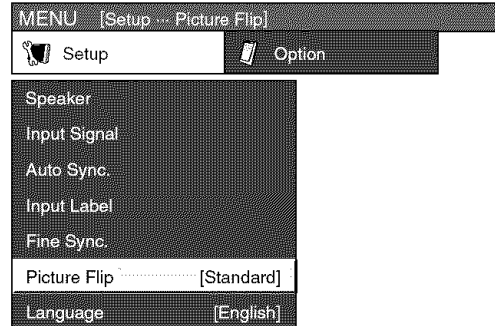 MENU [Setup ··· Picture Flip]
Setup Option
Speaker
Input Signal
Auto Sync.
Input Label
Fine Sync.
Picture Flip [Standard]
Language [English]